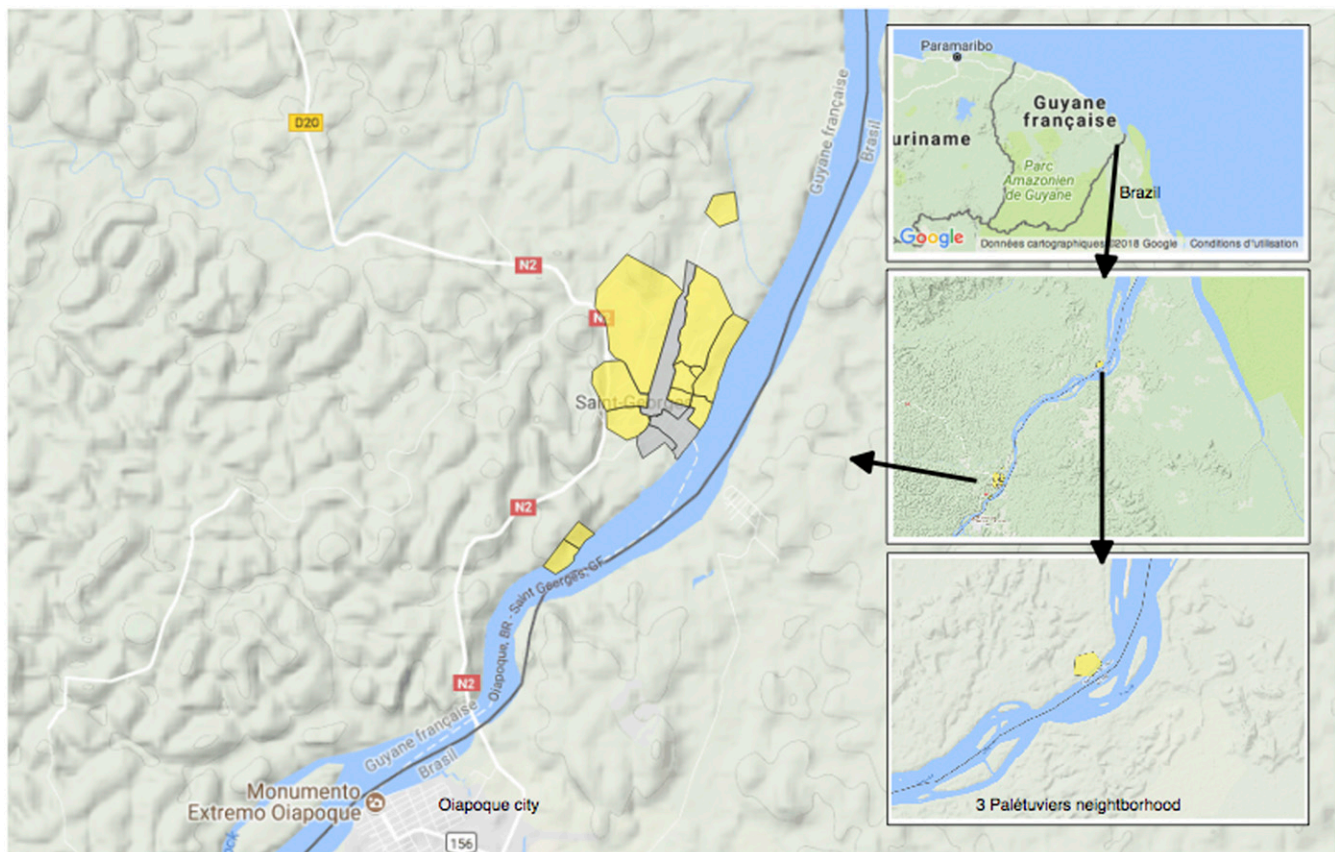 D20
N2
N2
Saint-Georges
N2
N2
Guyane française
Brasil
Oiapoque, BR - Saint Georges, GF
Guyane française
Brasil
Monumento
Extremo Oiapoque
Oiapoque city
156
Paramaribo
Guyane
française
uriname
Parc
Amazonien
de Guyane
Brazil
Google
Données cartographiques ©2018 Google
Conditions d'utilisation
3 Palétuviers neightborhood